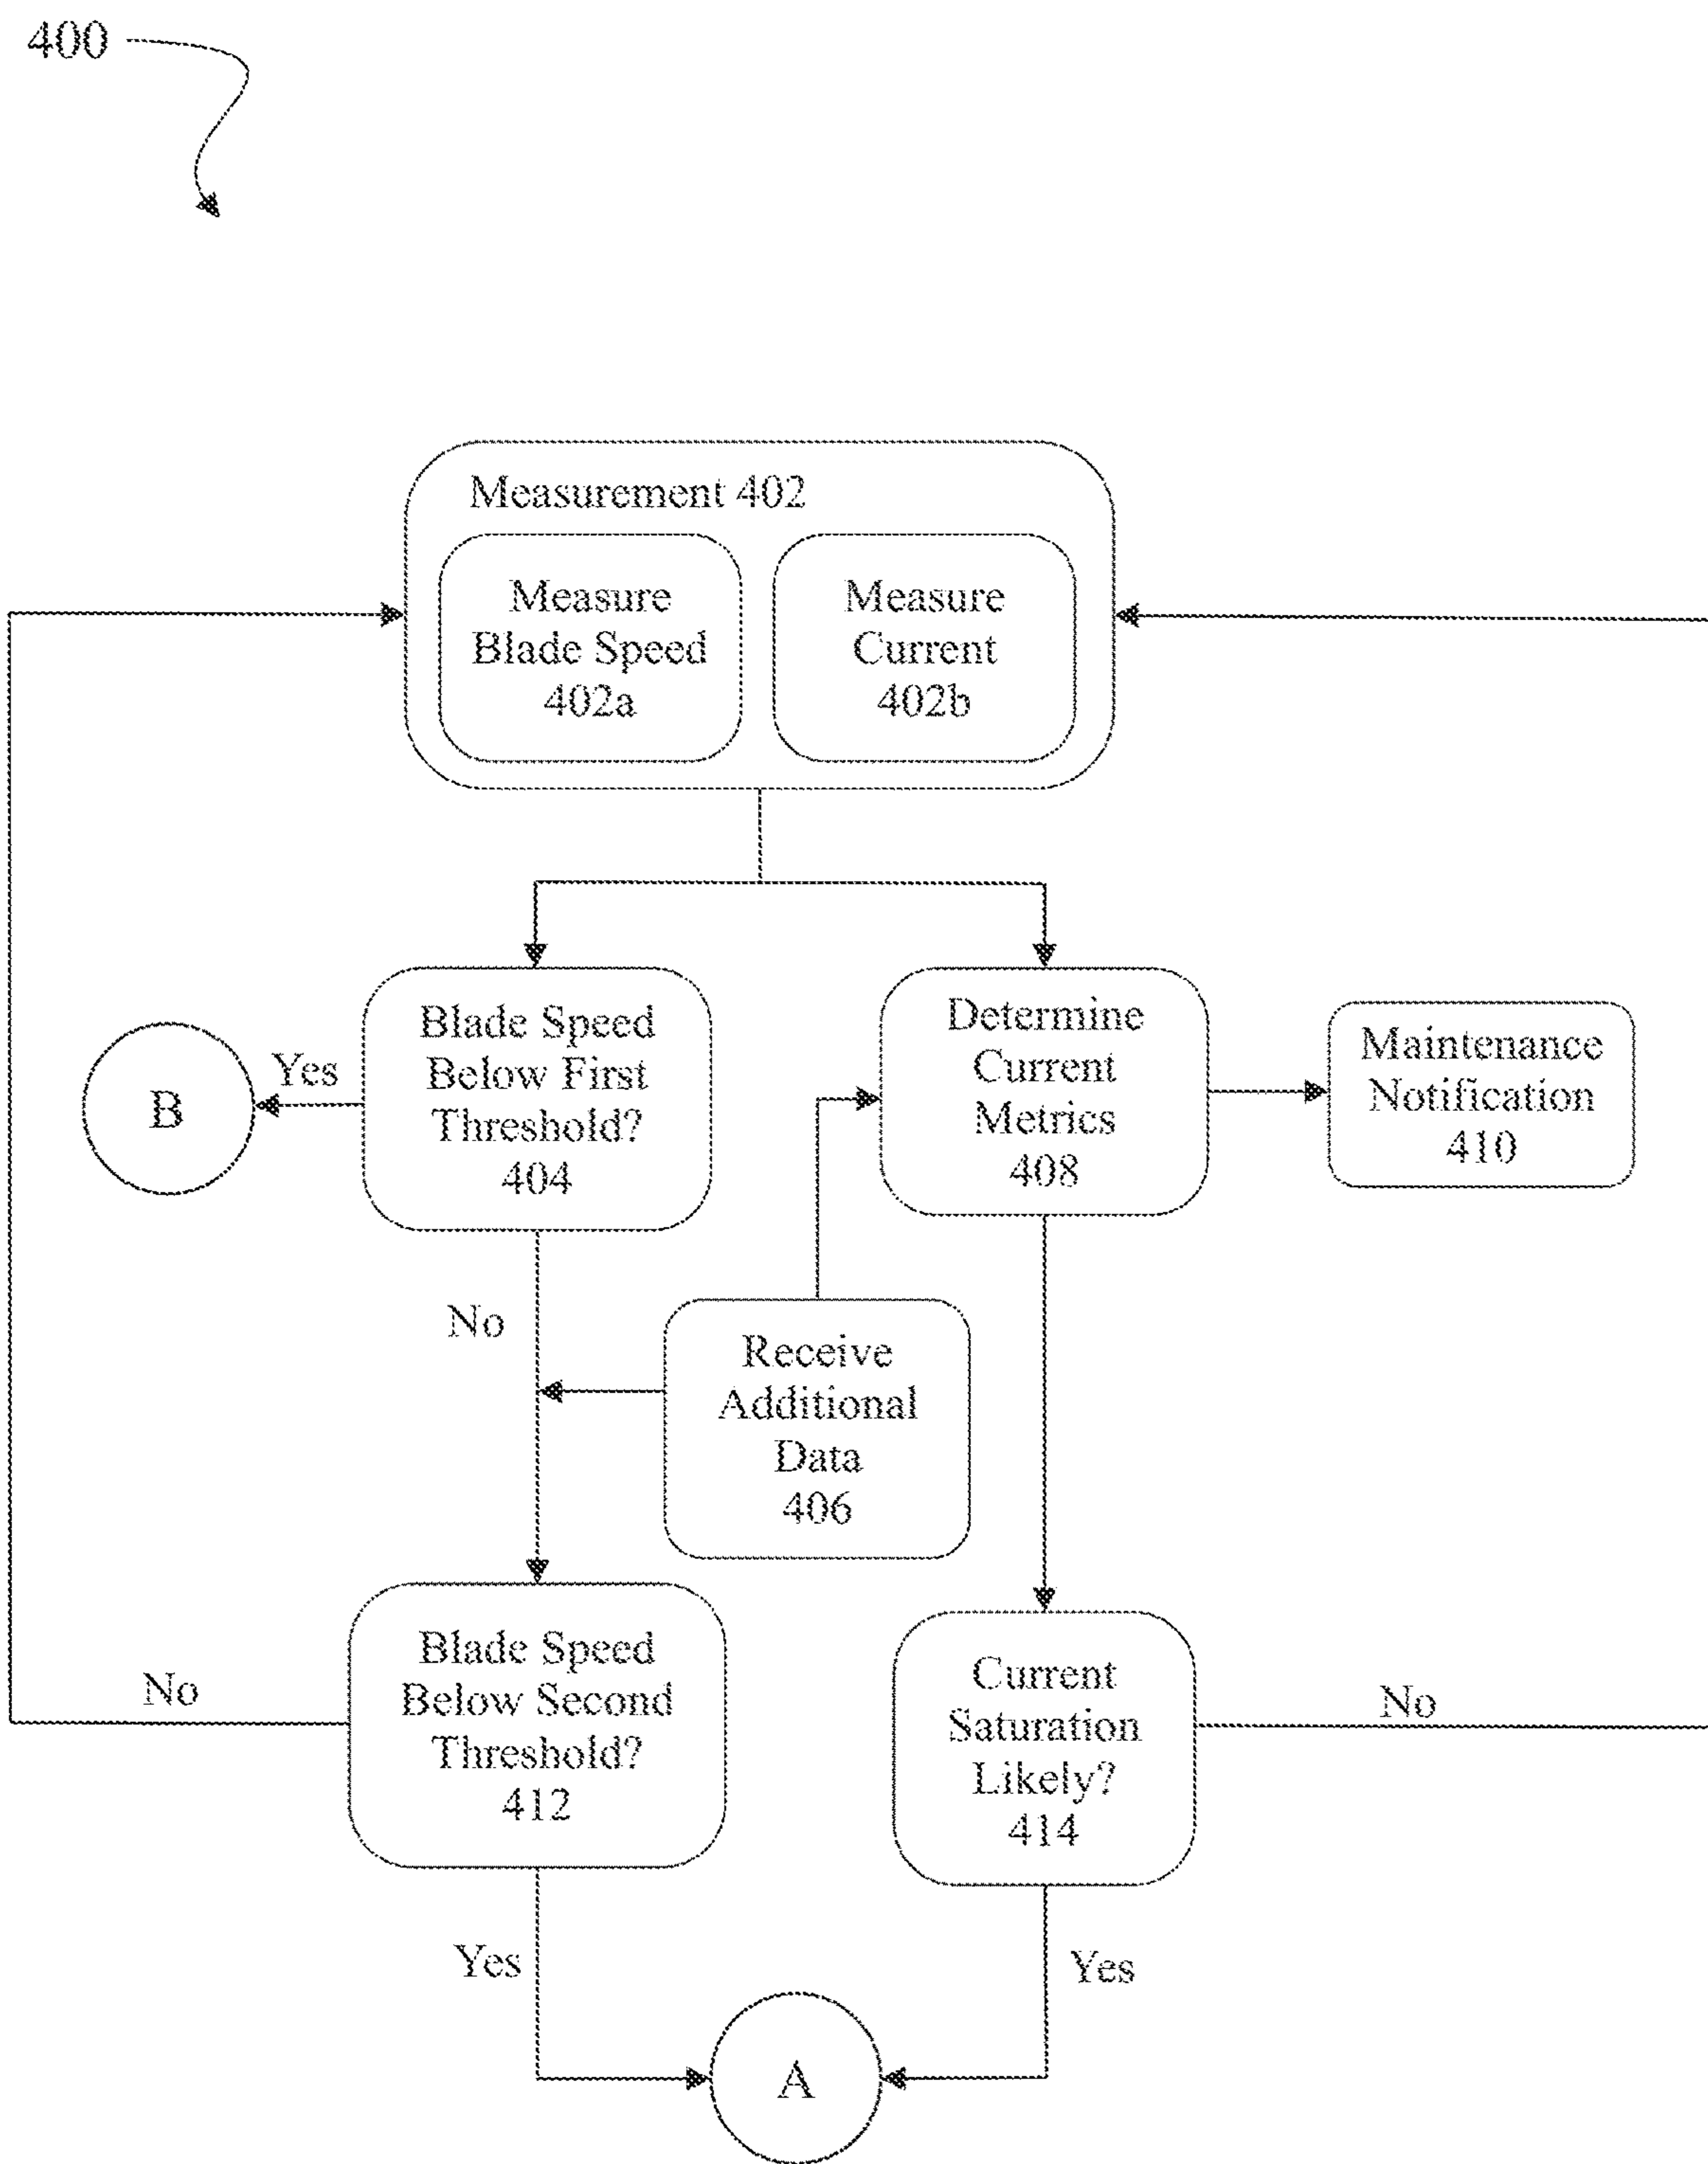 400
Measurement 402
Measure
Blade Speed
402a
Measure
Current
402b
B
Yes
Blade Speed
Below First
Threshold?
404
Determine
Current
Metrics
408
Maintenance
Notification
410
No
Receive
Additional
Data
406
No
Blade Speed
Below Second
Threshold?
412
Current
Saturation
Likely?
414
No
Yes
Yes
A